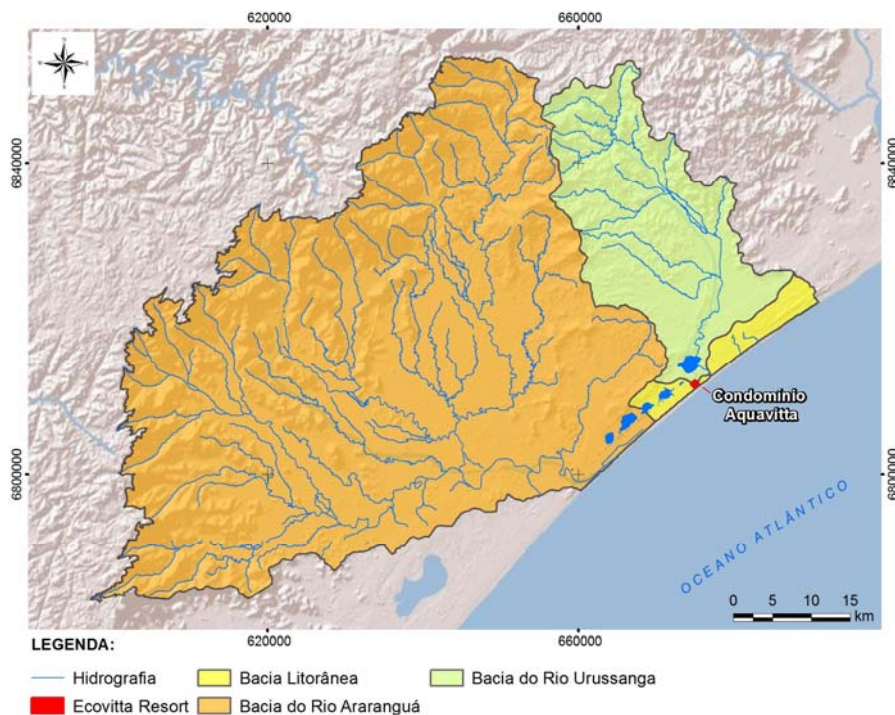 620000
660000
6840000
6840000
Condomínio
Aquavitta
6800000
6800000
OCEANO ATLÂNTICO
0 5 10 15
km
620000
660000
LEGENDA:
Hidrografia
Bacia Litorânea
Bacia do Rio Urussanga
Ecovitta Resort
Bacia do Rio Araranguá